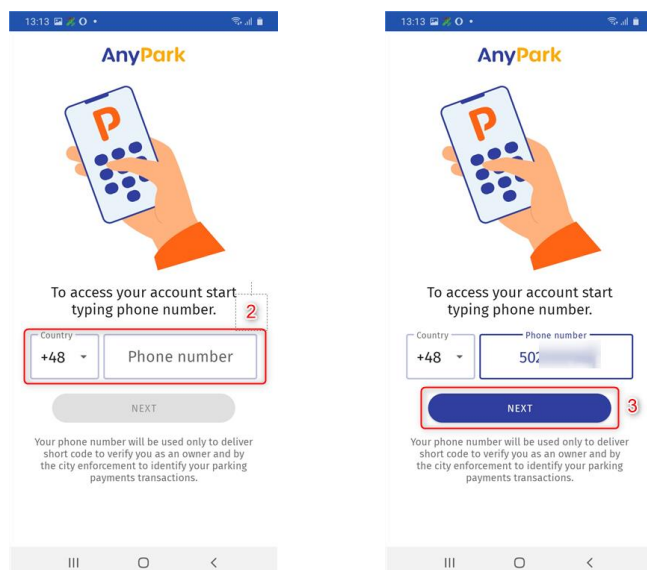 13:13
AnyPark
P
To access your account start
typing phone number.
2
Country
+48
Phone number
NEXT
Your phone number will be used only to deliver
short code to verify you as an owner and by
the city enforcement to identify your parking
payments transactions.
13:13
AnyPark
P
To access your account start
typing phone number.
Country
+48
Phone number
502
NEXT
3
Your phone number will be used only to deliver
short code to verify you as an owner and by
the city enforcement to identify your parking
payments transactions.